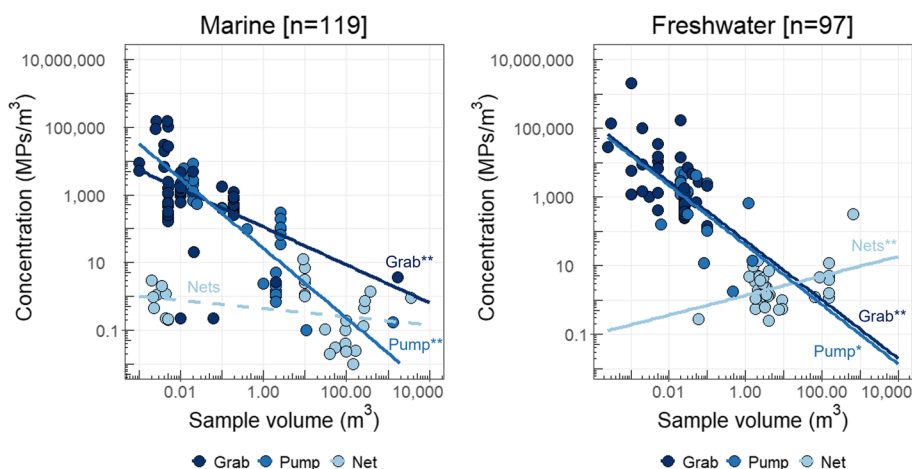 Marine [n=119]
Concentration (MPs/m³)
10,000,000
100,000
1,000
10
0.1
Grab**
Nets
Pump**
0.01
1.00
100.00
10,000
Sample volume (m³)
Grab Pump Net
Freshwater [n=97]
Concentration (MPs/m³)
10,000,000
100,000
1,000
10
0.1
Nets**
Grab**
Pump*
0.01
1.00
100.00
10,000
Sample volume (m³)
Grab Pump Net